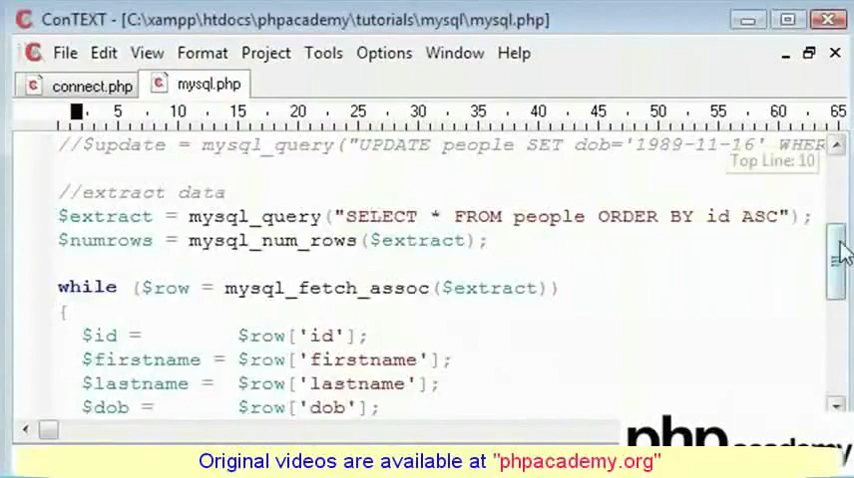 ConTEXT - [C:\xampp\htdocs\phpacademy\tutorials\mysql\mysql.php]
File Edit View Format Project Tools Options Window Help
connect.php mysql.php
5 10 15 20 25 30 35 40 45 50 55 60 65
//$update = mysql_query("UPDATE people SET dob='1989-11-16' WHER
Top Line: 10
//extract data
$extract = mysql_query("SELECT * FROM people ORDER BY id ASC");
$numrows = mysql_num_rows($extract);
while ($row = mysql_fetch_assoc($extract))
{
$id = $row['id'];
$firstname = $row['firstname'];
$lastname = $row['lastname'];
$dob = $row['dob'];
php academy
Original videos are available at "phpacademy.org"